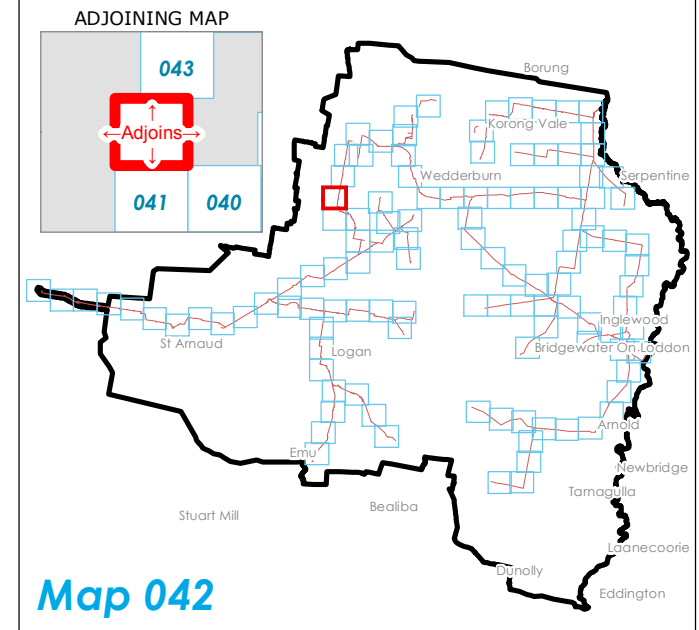 ADJOINING MAP
043
←Adjoins→
041
040
Borung
Korong Vale
Wedderburn
Serpentine
St Arnaud
Logan
Inglewood
Bridgewater On Loddon
Arnold
Emu
Newbridge
Tarnagulla
Stuart Mill
Bealiba
Laanecoorie
Dunolly
Eddington
Map 042